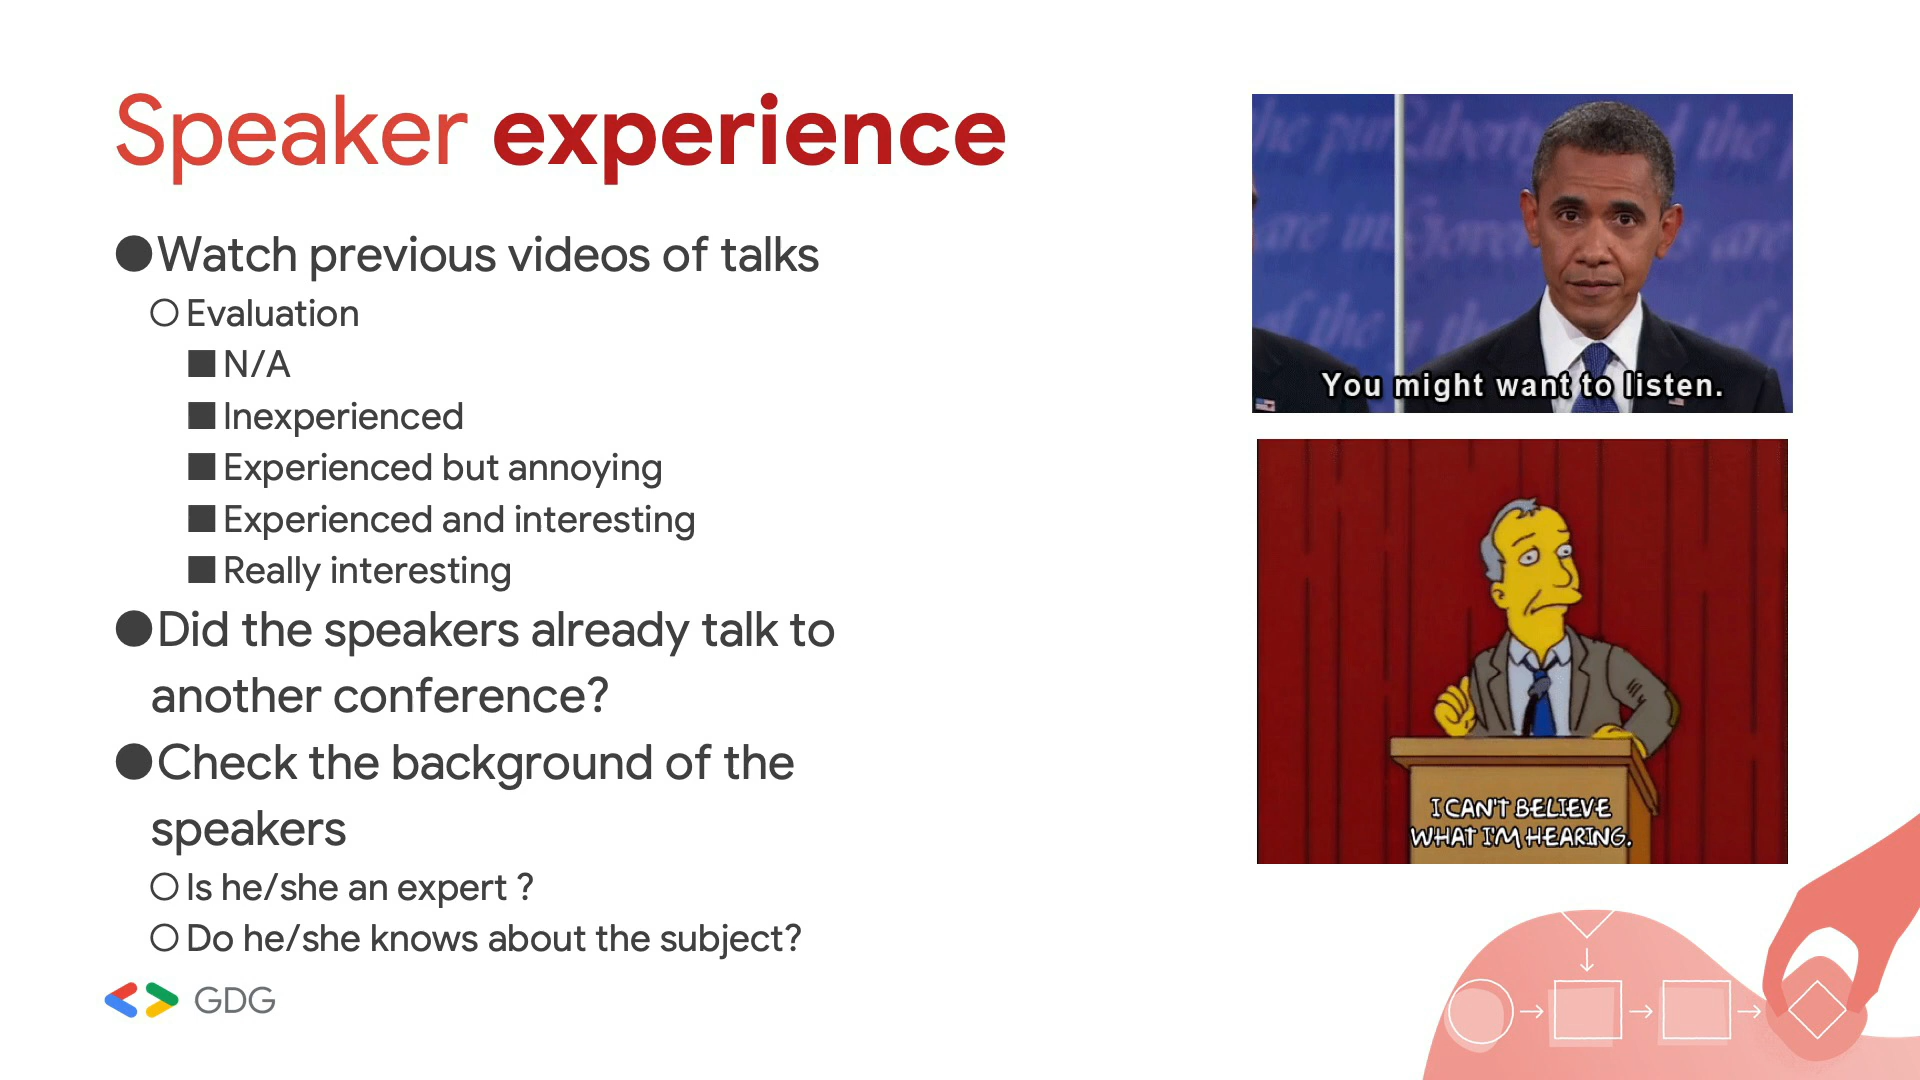 Speaker experience
●Watch previous videos of talks
○ Evaluation
■ N/A
■ Inexperienced
■ Experienced but annoying
■ Experienced and interesting
■ Really interesting
●Did the speakers already talk to
another conference?
●Check the background of the
speakers
○ Is he/she an expert ?
○ Do he/she knows about the subject?
GDG
You might want to listen.
I CAN'T BELIEVE
WHAT I'M HEARING.